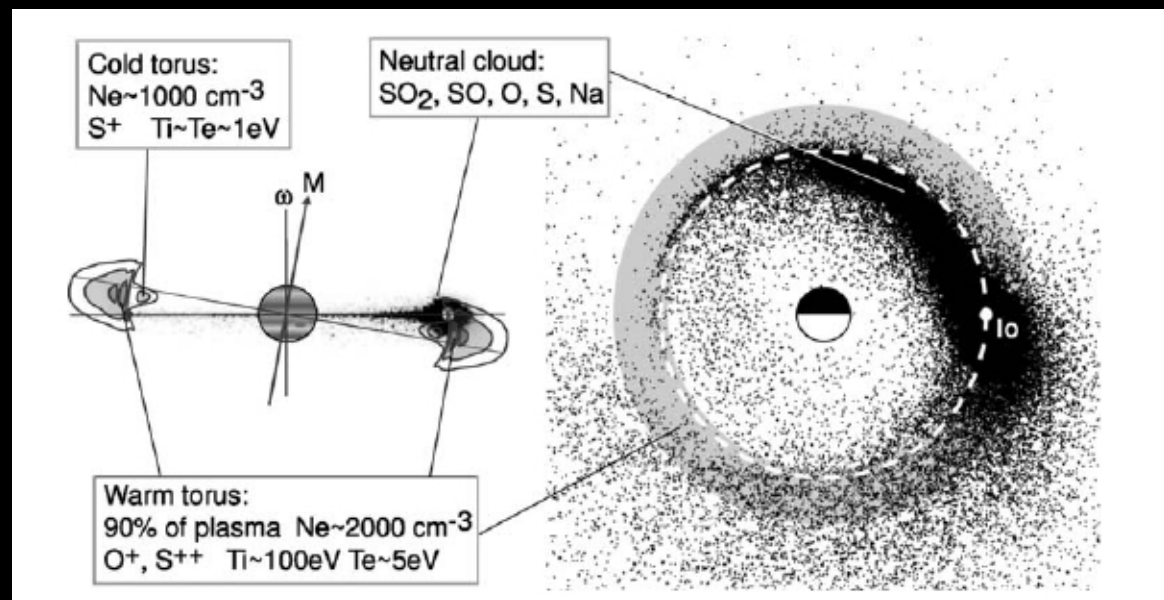 Cold torus:
Ne~1000 cm-3
S+ Ti~Te~1eV
Neutral cloud:
SO2, SO, O, S, Na
ω M
Io
Warm torus:
90% of plasma Ne~2000 cm-3
O+, S++ Ti~100eV Te~5eV